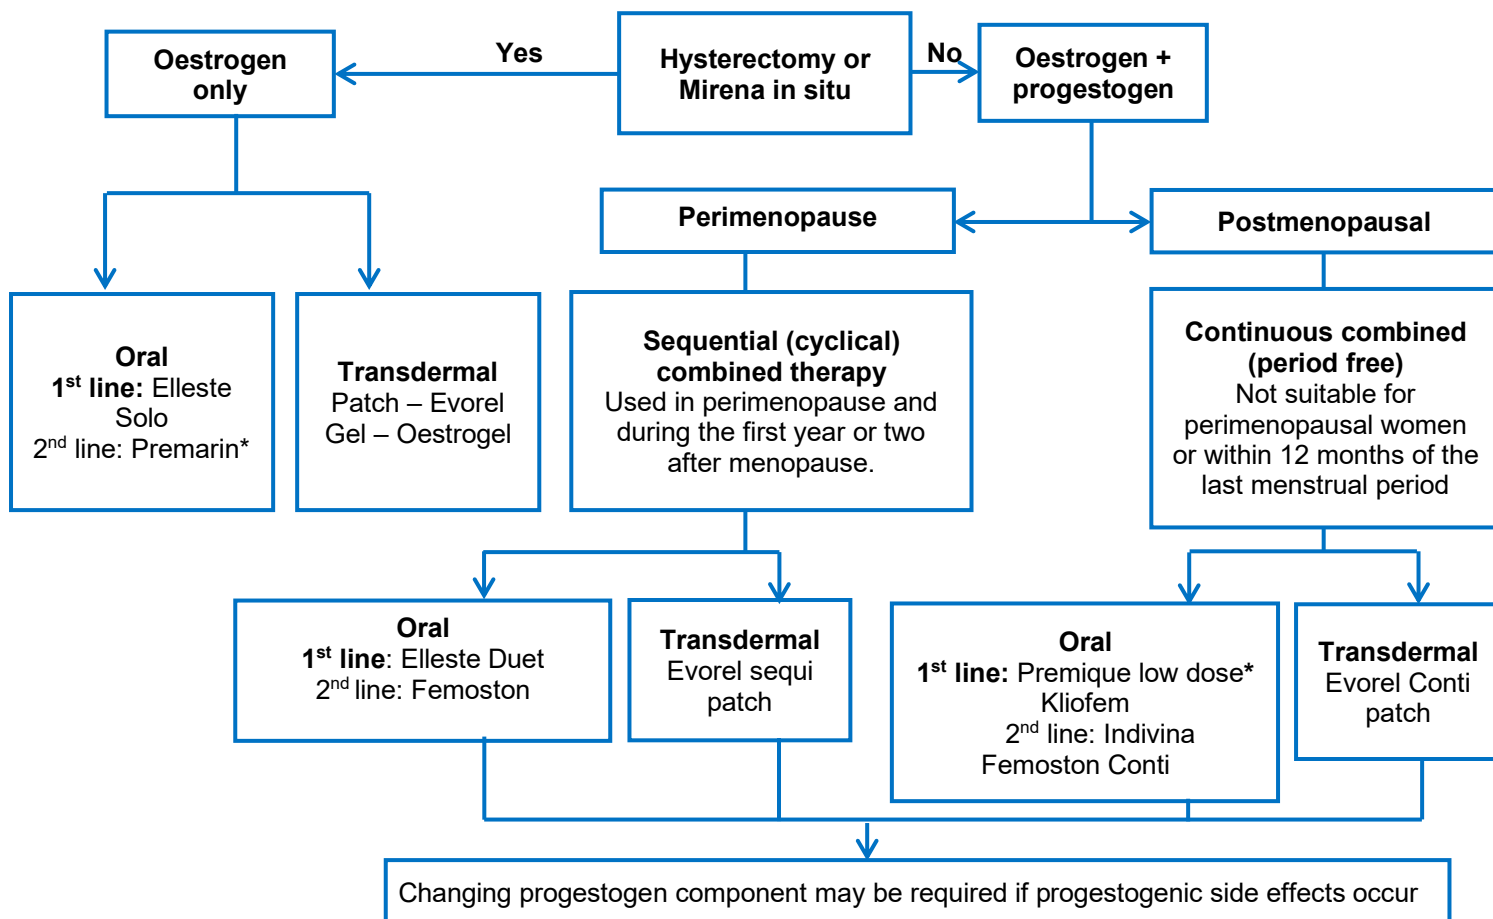 Oestrogen
only
Yes
Hysterectomy or
Mirena in situ
No
Oestrogen +
progestogen
Perimenopause
Postmenopausal
Oral
1st line: Elleste
Solo
2nd line: Premarin*
Transdermal
Patch – Evorel
Gel – Oestrogel
Sequential (cyclical)
combined therapy
Used in perimenopause and
during the first year or two
after menopause.
Continuous combined
(period free)
Not suitable for
perimenopausal women
or within 12 months of the
last menstrual period
Oral
1st line: Elleste Duet
2nd line: Femoston
Transdermal
Evorel sequi
patch
Oral
1st line: Premique low dose*
Kliofem
2nd line: Indivina
Femoston Conti
Transdermal
Evorel Conti
patch
Changing progestogen component may be required if progestogenic side effects occur